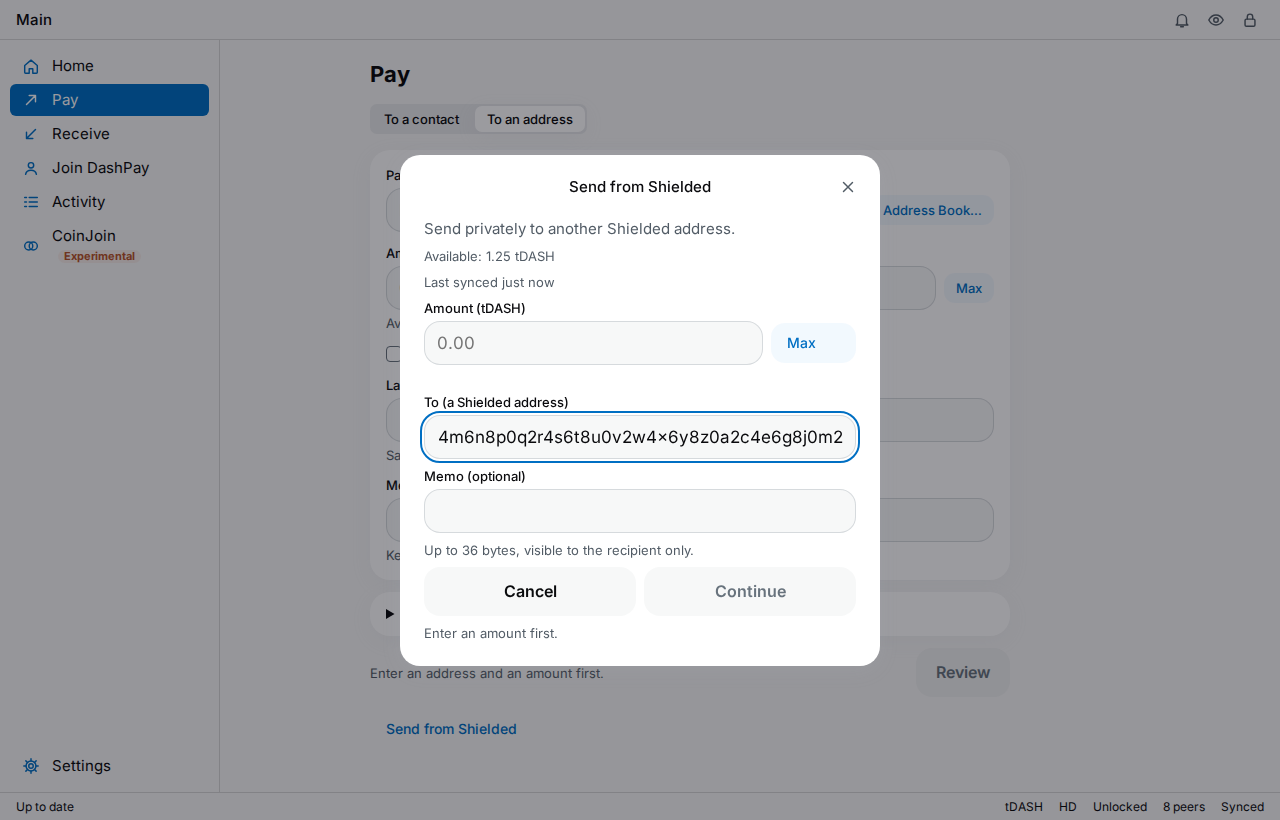 Main
Home
Pay
Receive
Join DashPay
Activity
CoinJoin
Experimental
Settings
Pay
To a contact
To an address
Address Book...
Max
Send from Shielded
Send privately to another Shielded address.
Available: 1.25 tDASH
Last synced just now
Amount (tDASH)
0.00
Max
To (a Shielded address)
4m6n8p0q2r4s6t8u0v2w4x6y8z0a2c4e6g8j0m2
Memo (optional)
Up to 36 bytes, visible to the recipient only.
Cancel
Continue
Enter an amount first.
Enter an address and an amount first.
Review
Send from Shielded
Up to date
tDASH
HD
Unlocked
8 peers
Synced